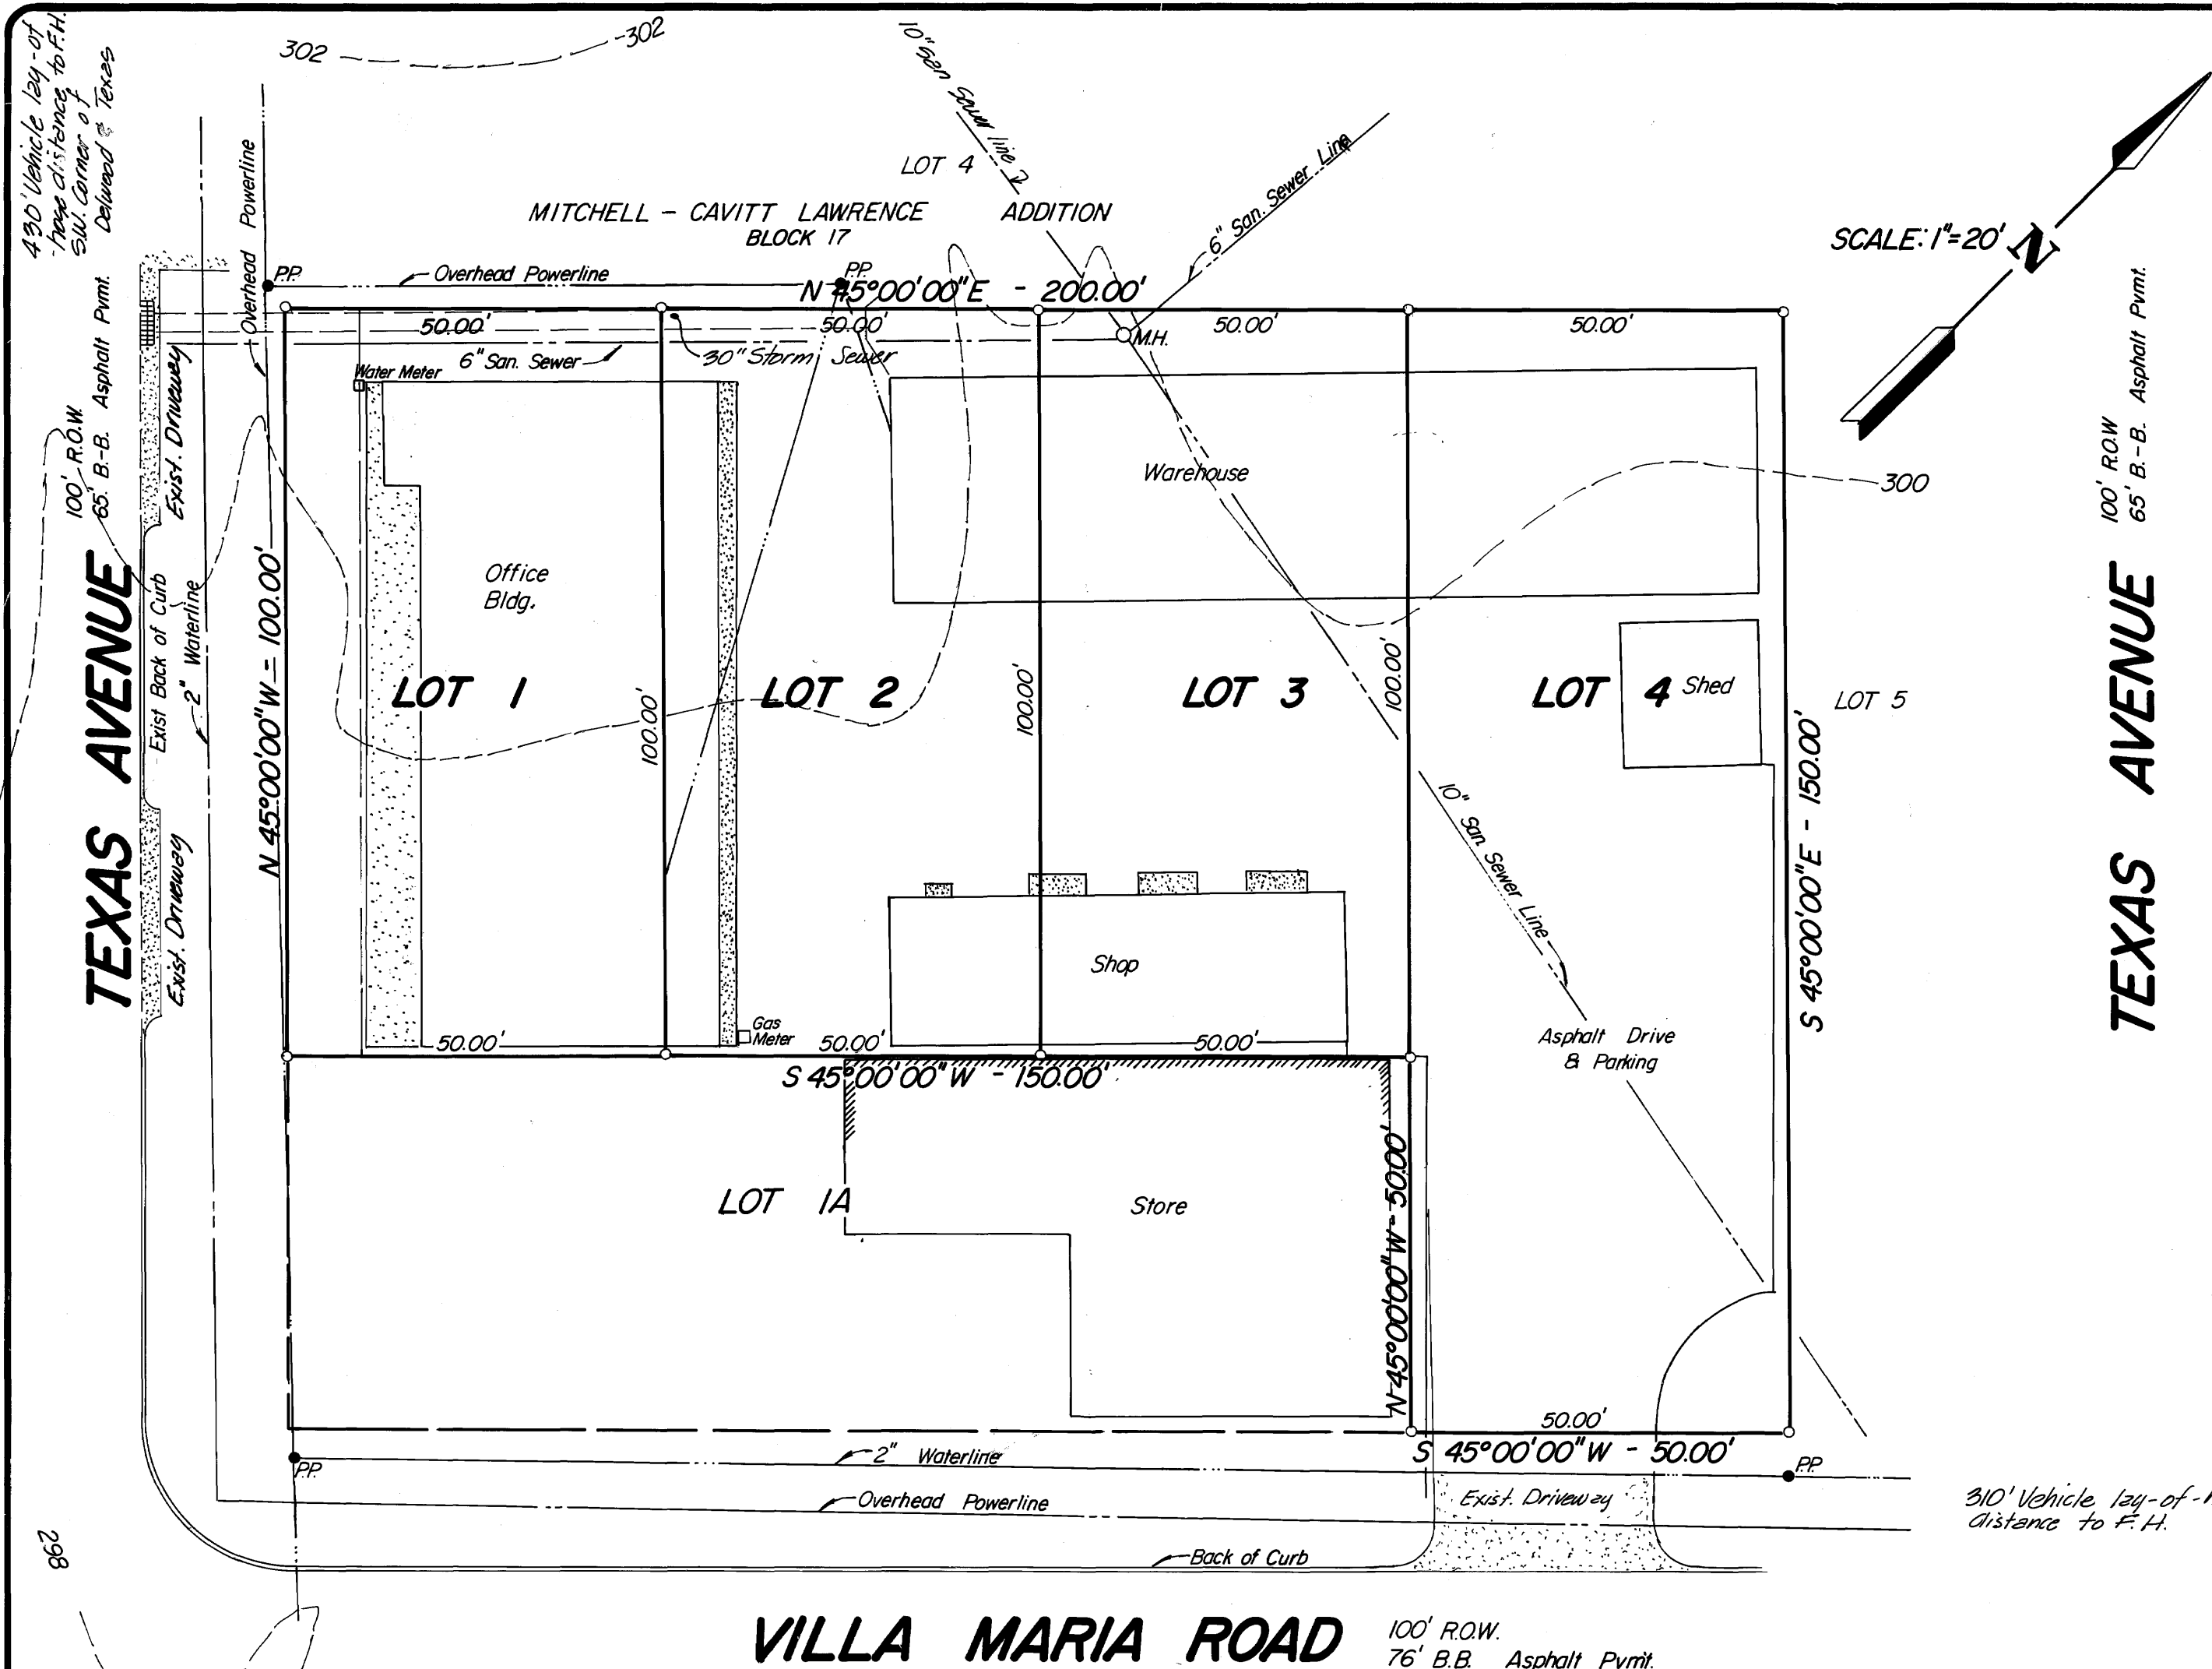 430' Vehicle lay-of
-hose distance to F.H.
S.W. Corner of
Delwood & Texas
302
302
10" San Sewer line
LOT 4
6" San. Sewer Line
MITCHELL - CAVITT LAWRENCE ADDITION
BLOCK 17
SCALE: 1"=20'
N
Overhead Powerline
P.P.
Overhead Powerline
P.P.
N 45°00'00"E - 200.00'
50.00'
50.00'
50.00'
50.00'
M.H.
6" San. Sewer
30" Storm Sewer
Water Meter
100' R.O.W.
65' B.-B. Asphalt Pvmt.
TEXAS AVENUE
Exist. Driveway
Exist Back of Curb
2" Waterline
Exist. Driveway
N 45°00'00"W - 100.00'
Office
Bldg.
Warehouse
300
100' R.O.W
65' B.-B. Asphalt Pvmt.
TEXAS AVENUE
LOT 1
100.00'
LOT 2
100.00'
LOT 3
100.00'
LOT 4
Shed
LOT 5
S 45°00'00"E - 150.00'
10" San. Sewer Line
Shop
Gas
Meter
50.00'
50.00'
50.00'
S 45°00'00"W - 150.00'
Asphalt Drive
& Parking
LOT 1A
Store
N 45°00'00"W - 50.00'
50.00'
S 45°00'00"W - 50.00'
P.P.
2" Waterline
P.P.
Overhead Powerline
Exist. Driveway
310' Vehicle lay-of-
distance to F.H.
Back of Curb
298
VILLA MARIA ROAD
100' R.O.W.
76' B.B. Asphalt Pvmt.